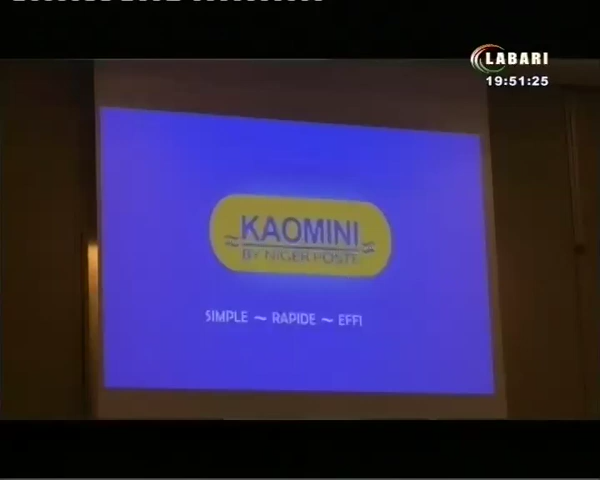 LABARI
19:51:25
KAOMINI
BY NIGER POSTE
SIMPLE ~ RAPIDE ~ EFFI